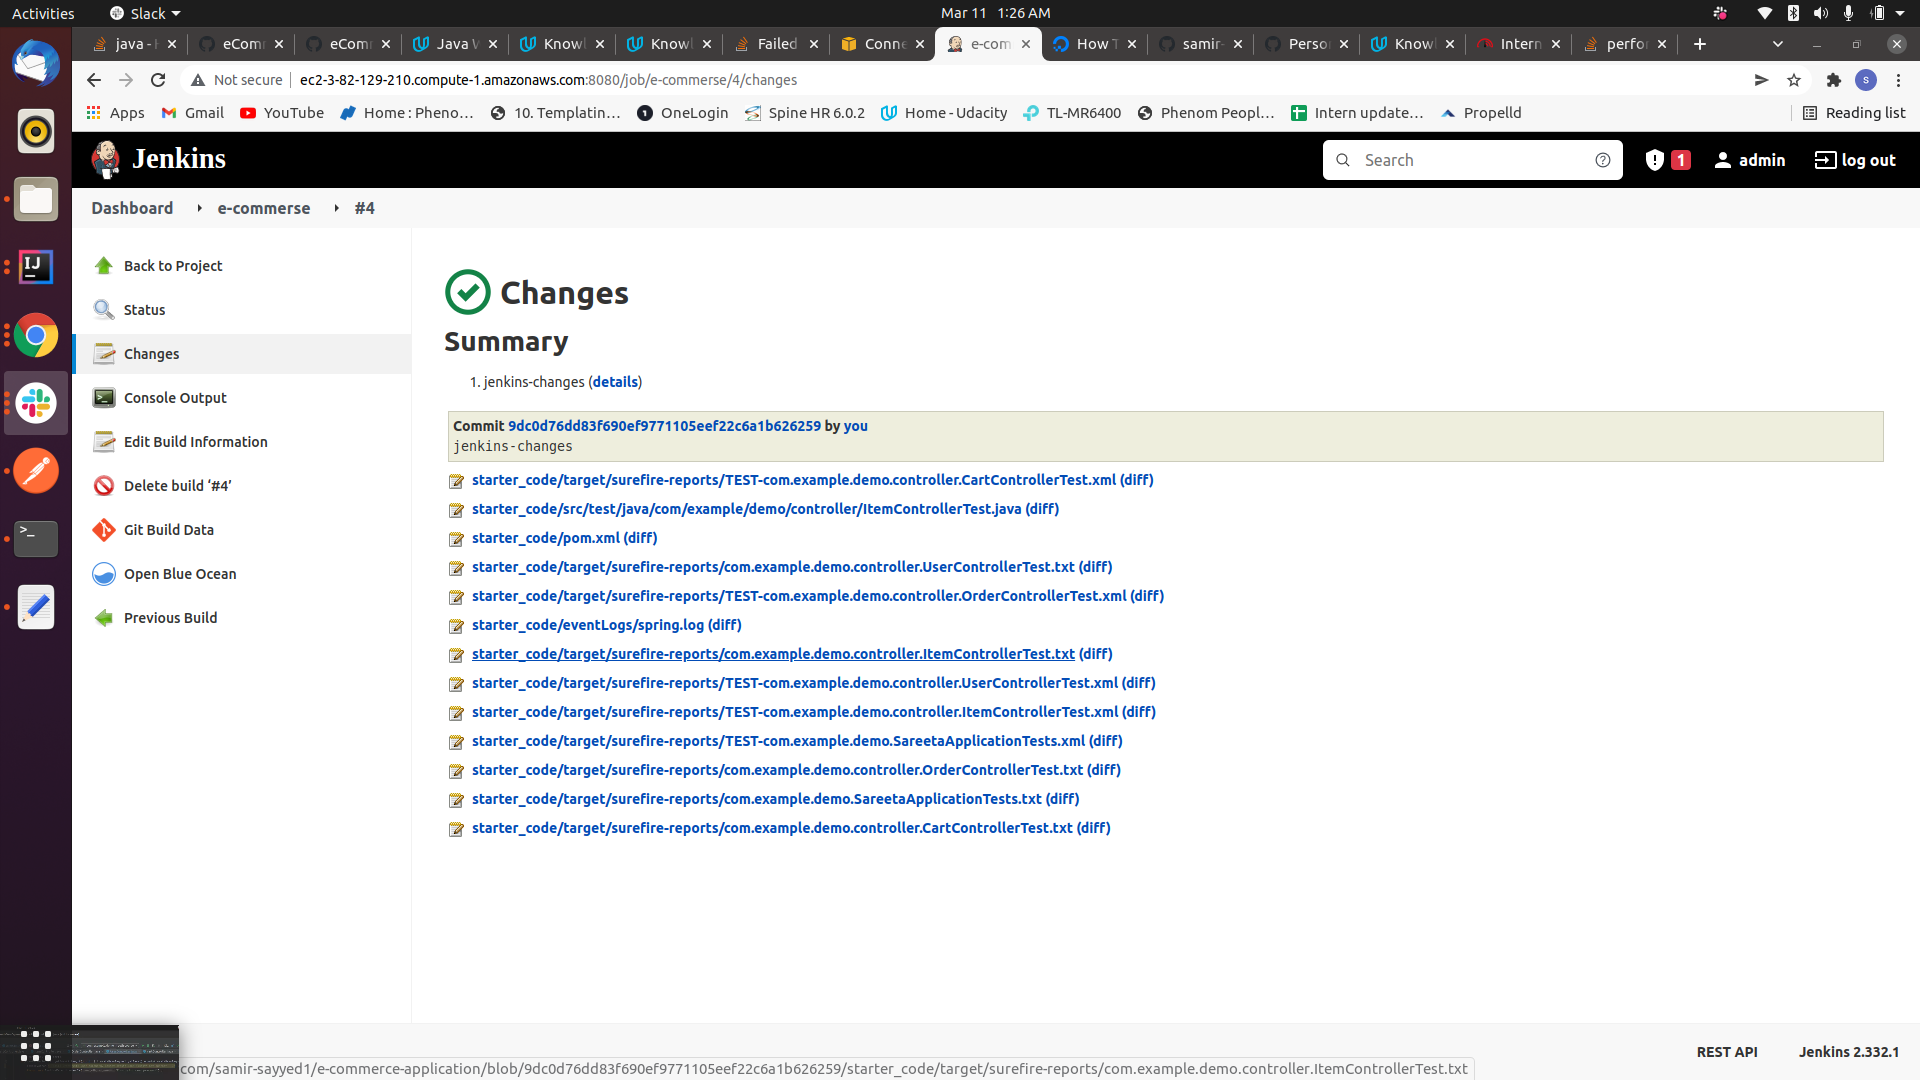 Activities Slack Mar 11 1:26 AM
java - eComm eComm Java W Knowl Knowl Failed Conne e-com How T samir- Person Knowl Intern perfor
Not secure ec2-3-82-129-210.compute-1.amazonaws.com:8080/job/e-commerse/4/changes S
Apps Gmail YouTube Home : Pheno... 10. Templatin... OneLogin Spine HR 6.0.2 Home - Udacity TL-MR6400 Phenom Peopl... Intern update... Propelld Reading list
Jenkins Search 1 admin log out
Dashboard e-commerse #4
Back to Project
Status
Changes
Console Output
Edit Build Information
Delete build ‘#4’
Git Build Data
Open Blue Ocean
Previous Build
Changes
Summary
1. jenkins-changes (details)
Commit 9dc0d76dd83f690ef9771105eef22c6a1b626259 by you
jenkins-changes
starter_code/target/surefire-reports/TEST-com.example.demo.controller.CartControllerTest.xml (diff)
starter_code/src/test/java/com/example/demo/controller/ItemControllerTest.java (diff)
starter_code/pom.xml (diff)
starter_code/target/surefire-reports/com.example.demo.controller.UserControllerTest.txt (diff)
starter_code/target/surefire-reports/TEST-com.example.demo.controller.OrderControllerTest.xml (diff)
starter_code/eventLogs/spring.log (diff)
starter_code/target/surefire-reports/com.example.demo.controller.ItemControllerTest.txt (diff)
starter_code/target/surefire-reports/TEST-com.example.demo.controller.UserControllerTest.xml (diff)
starter_code/target/surefire-reports/TEST-com.example.demo.controller.ItemControllerTest.xml (diff)
starter_code/target/surefire-reports/TEST-com.example.demo.SareetaApplicationTests.xml (diff)
starter_code/target/surefire-reports/com.example.demo.controller.OrderControllerTest.txt (diff)
starter_code/target/surefire-reports/com.example.demo.SareetaApplicationTests.txt (diff)
starter_code/target/surefire-reports/com.example.demo.controller.CartControllerTest.txt (diff)
REST API Jenkins 2.332.1
com/samir-sayyed1/e-commerce-application/blob/9dc0d76dd83f690ef9771105eef22c6a1b626259/starter_code/target/surefire-reports/com.example.demo.controller.ItemControllerTest.txt